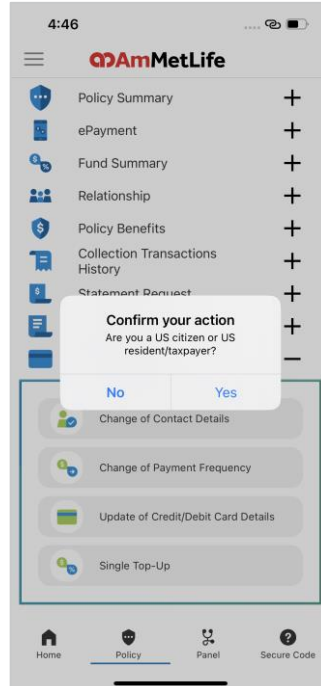 4:46
AmMetLife
Policy Summary
ePayment
Fund Summary
Relationship
Policy Benefits
Collection Transactions
History
Statement Request
Confirm your action
Are you a US citizen or US
resident/taxpayer?
No Yes
Change of Contact Details
Change of Payment Frequency
Update of Credit/Debit Card Details
Single Top-Up
Home Policy Panel Secure Code